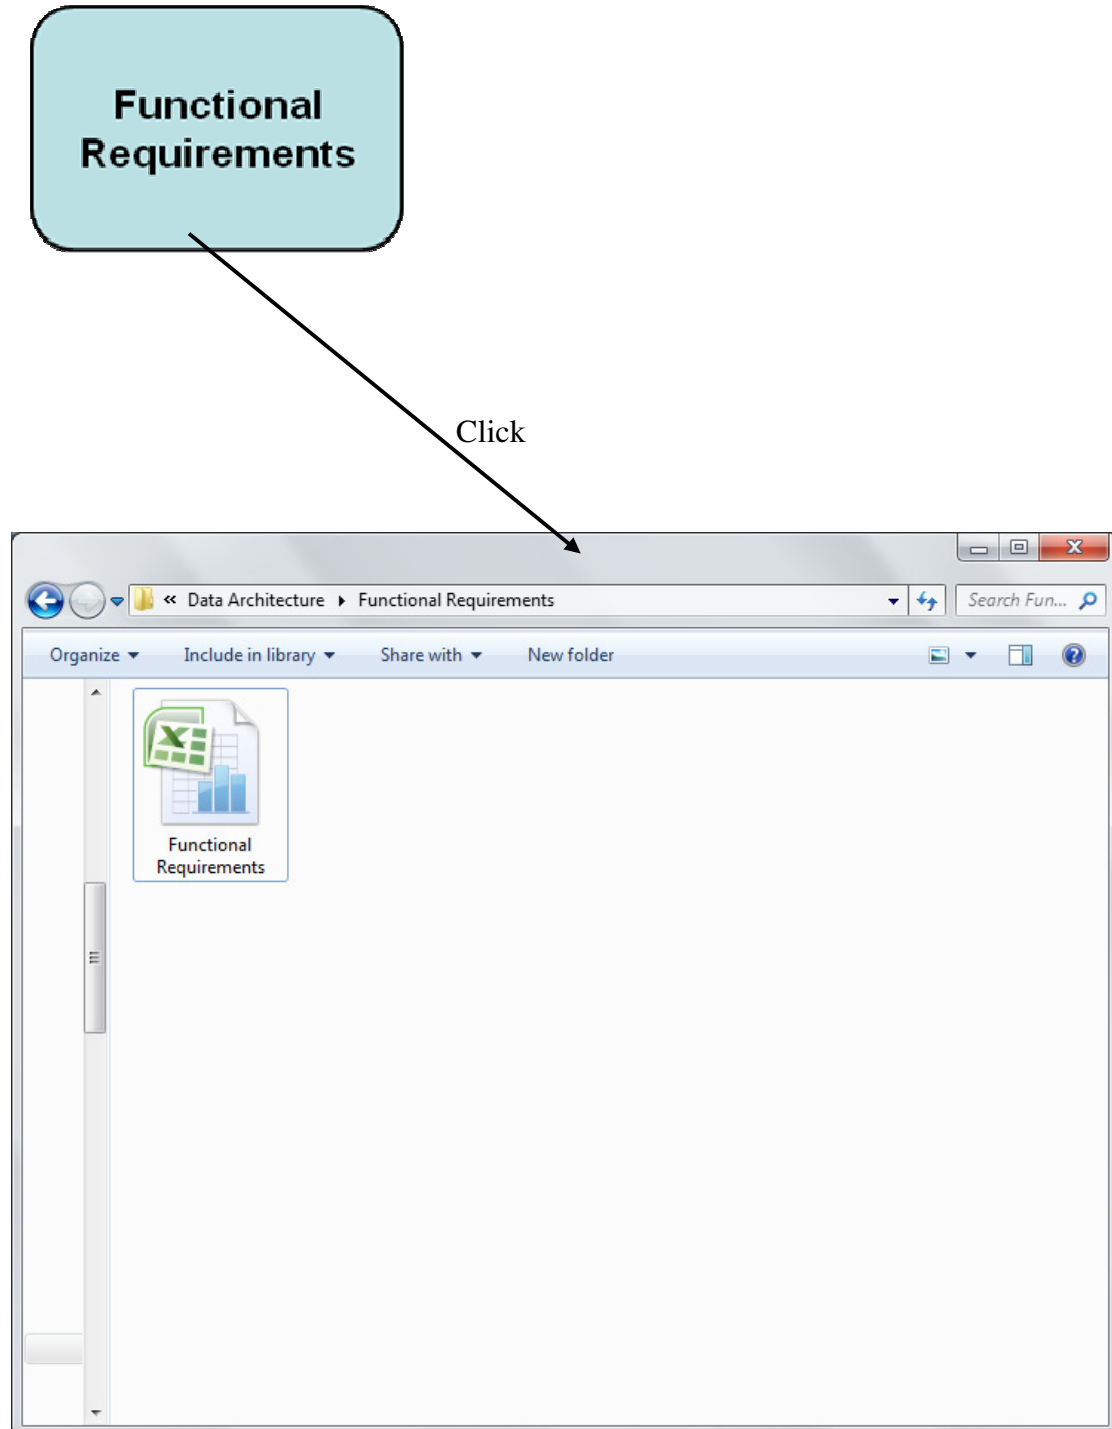 Functional
Requirements
Click
« Data Architecture Functional Requirements
Search Fun...
Organize Include in library Share with New folder
Functional
Requirements